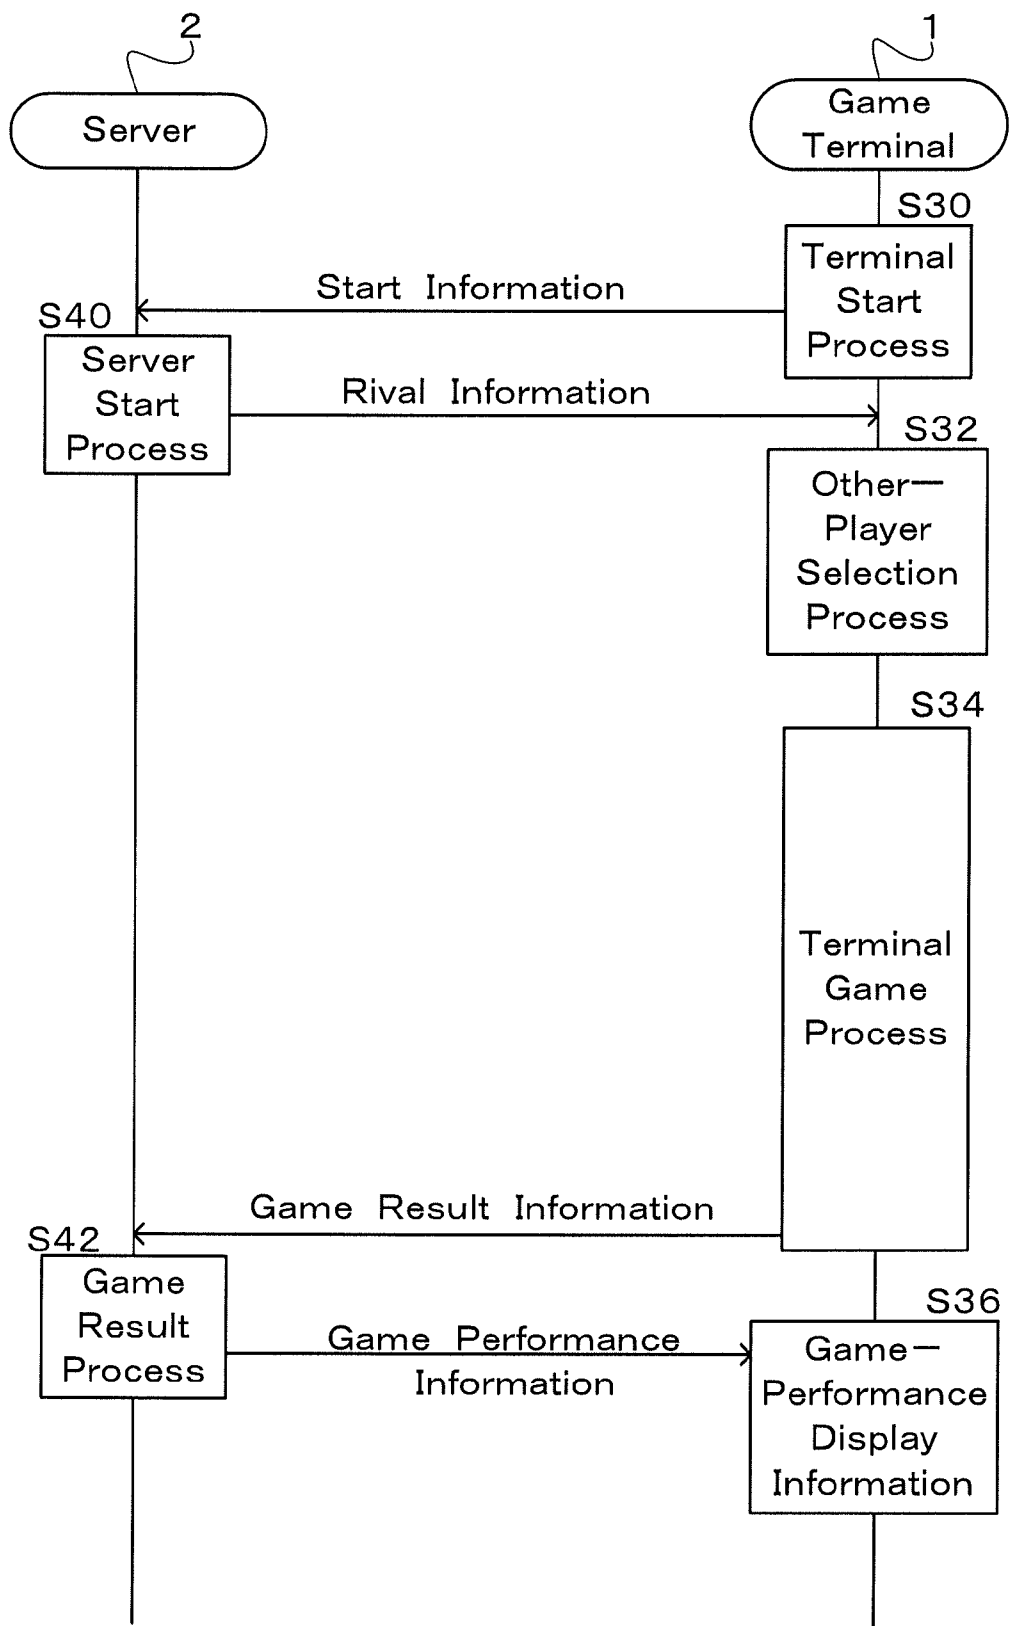 2
1
Server
Game
Terminal
S30
Terminal
Start
Process
Start Information
S40
Server
Start
Process
Rival Information
S32
Other—
Player
Selection
Process
S34
Terminal
Game
Process
Game Result Information
S42
Game
Result
Process
Game Performance
Information
S36
Game—
Performance
Display
Information